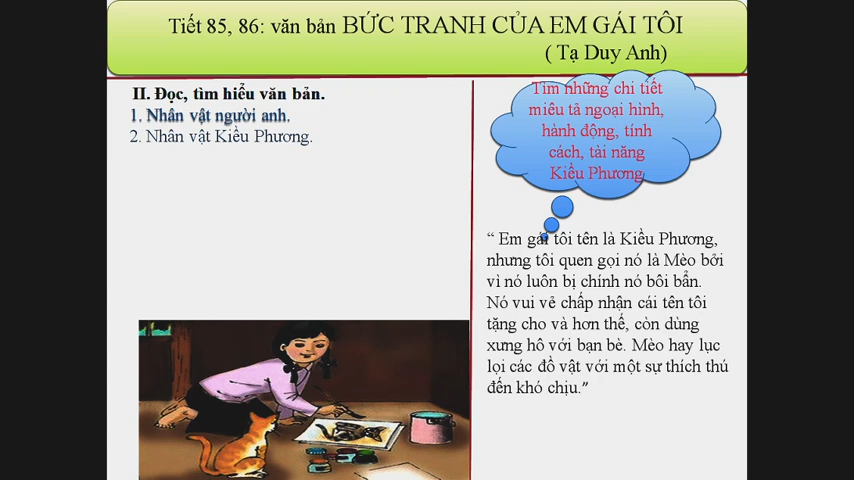 Tiết 85, 86: văn bản BỨC TRANH CỦA EM GÁI TÔI
( Tạ Duy Anh)
II. Đọc, tìm hiểu văn bản.
1. Nhân vật người anh.
2. Nhân vật Kiều Phương.
Tìm những chi tiết
miêu tả ngoại hình,
hành động, tính
cách, tài năng
Kiều Phương
“ Em gái tôi tên là Kiều Phương,
nhưng tôi quen gọi nó là Mèo bởi
vì nó luôn bị chính nó bôi bẩn.
Nó vui vẻ chấp nhận cái tên tôi
tặng cho và hơn thế, còn dùng
xưng hô với bạn bè. Mèo hay lục
lọi các đồ vật với một sự thích thú
đến khó chịu.”